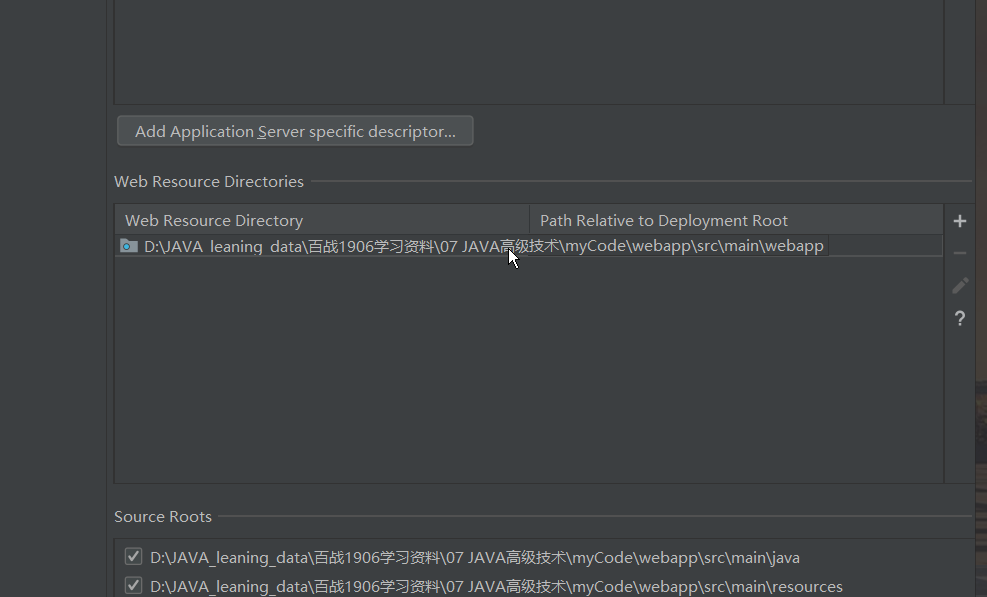 Add Application Server specific descriptor...
Web Resource Directories
Web Resource Directory Path Relative to Deployment Root
D:\JAVA_leaning_data\百战1906学习资料\07 JAVA高级技术\myCode\webapp\src\main\webapp
?
Source Roots
D:\JAVA_leaning_data\百战1906学习资料\07 JAVA高级技术\myCode\webapp\src\main\java
D:\JAVA_leaning_data\百战1906学习资料\07 JAVA高级技术\myCode\webapp\src\main\resources